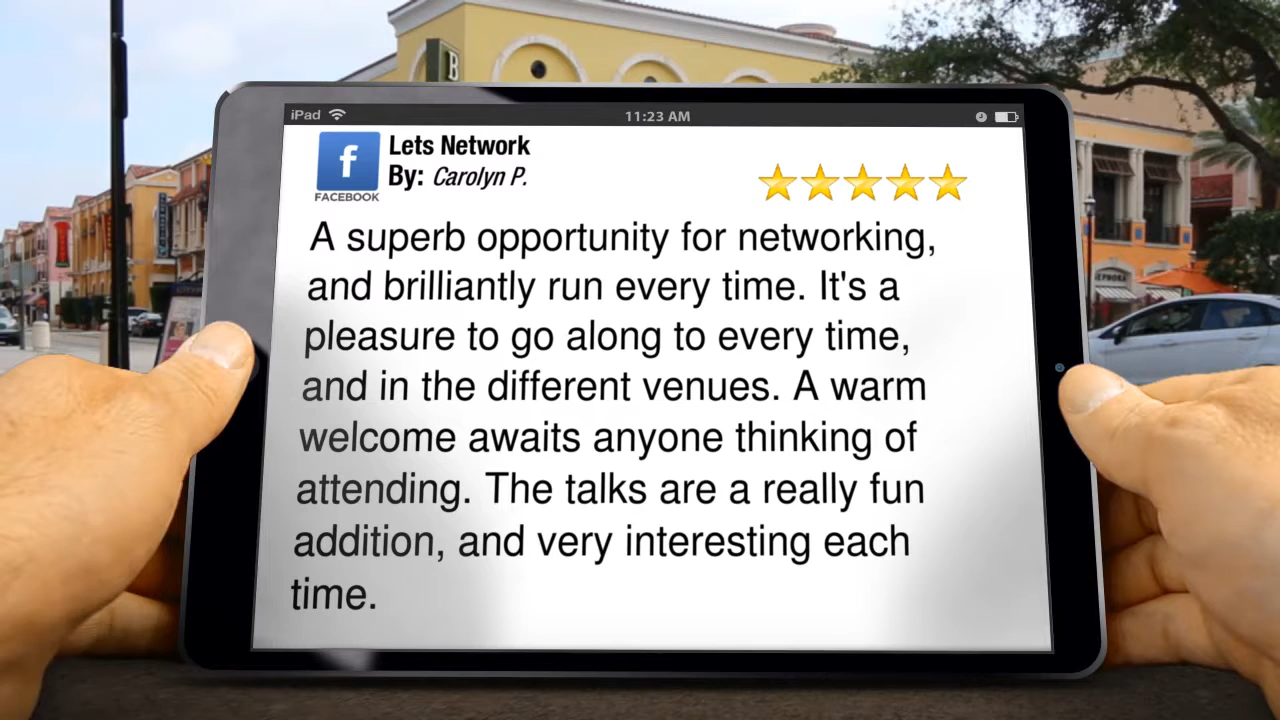 B
iPad
11:23 AM
f
FACEBOOK
Lets Network
By: Carolyn P.
A superb opportunity for networking,
and brilliantly run every time. It's a
pleasure to go along to every time,
and in the different venues. A warm
welcome awaits anyone thinking of
attending. The talks are a really fun
addition, and very interesting each
time.
SEPHORA